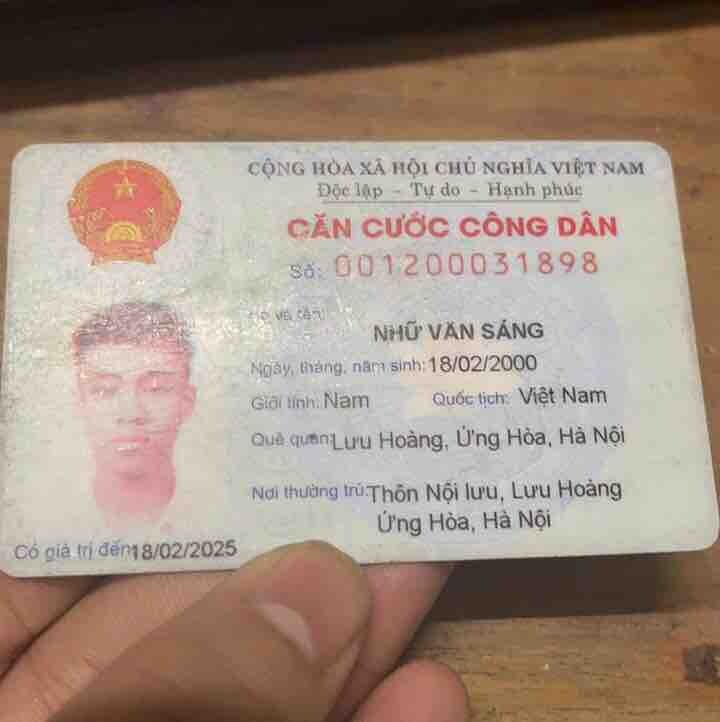 CỘNG HÒA XÃ HỘI CHỦ NGHĨA VIỆT NAM
Độc lập - Tự do - Hạnh phúc
CĂN CƯỚC CÔNG DÂN
Số: 001200031898
Họ và tên:
NHỮ VĂN SÁNG
Ngày, tháng, năm sinh: 18/02/2000
Giới tính: Nam Quốc tịch: Việt Nam
Quê quán: Lưu Hoàng, Ứng Hòa, Hà Nội
Nơi thường trú: Thôn Nội lưu, Lưu Hoàng
Ứng Hòa, Hà Nội
Có giá trị đến: 18/02/2025